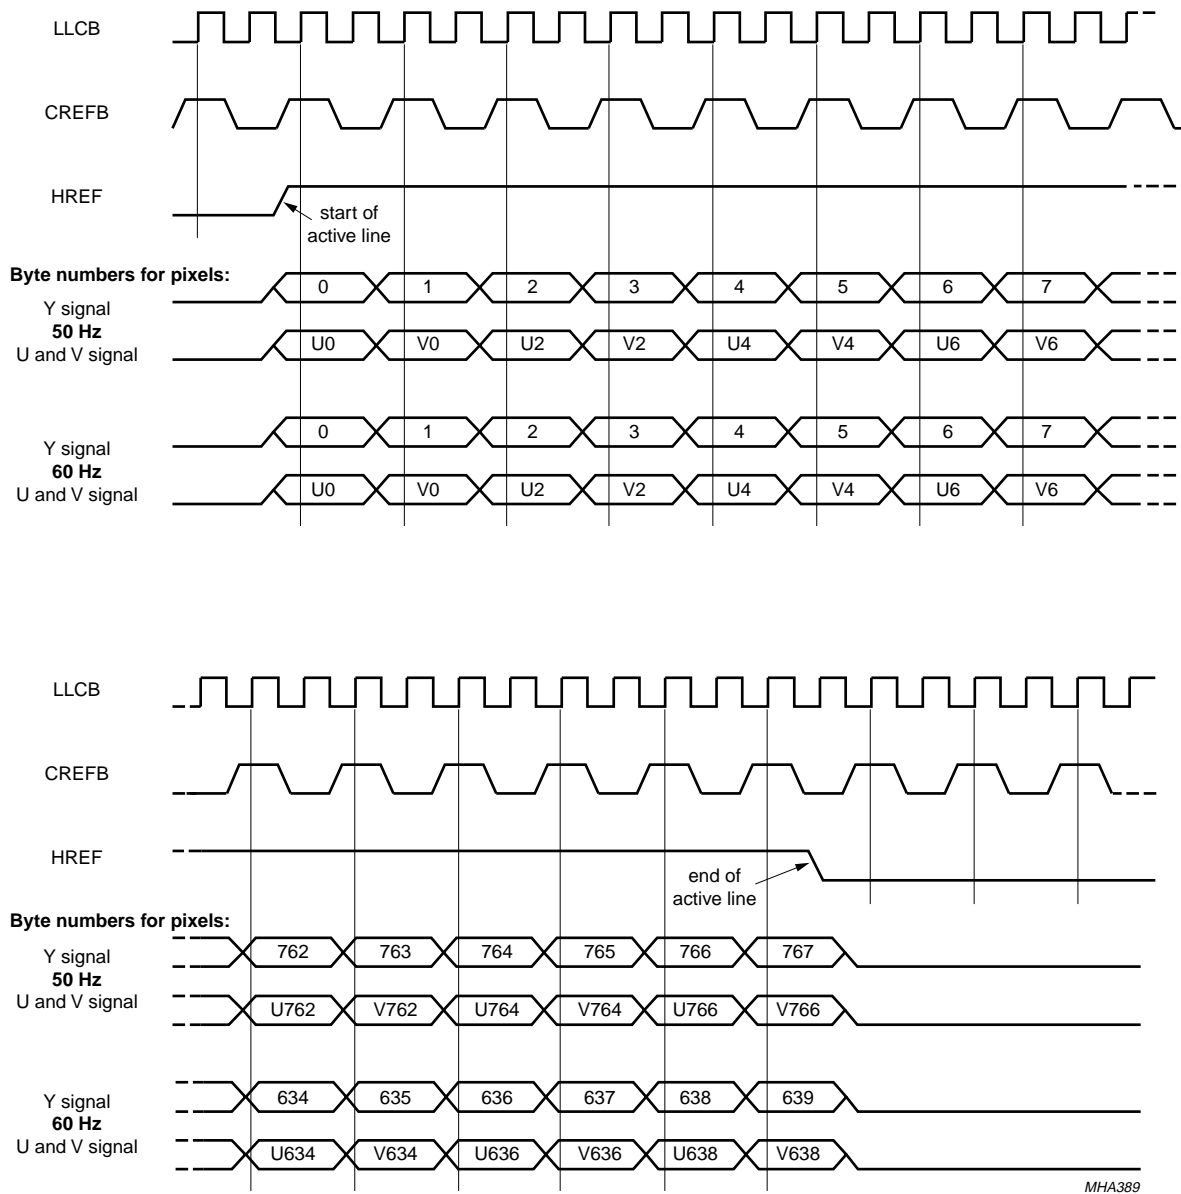 LLCB
CREFB
HREF
start of
active line
Byte numbers for pixels:
Y signal
50 Hz
U and V signal
0 1 2 3 4 5 6 7
U0 V0 U2 V2 U4 V4 U6 V6
Y signal
60 Hz
U and V signal
0 1 2 3 4 5 6 7
U0 V0 U2 V2 U4 V4 U6 V6
LLCB
CREFB
HREF
end of
active line
Byte numbers for pixels:
Y signal
50 Hz
U and V signal
762 763 764 765 766 767
U762 V762 U764 V764 U766 V766
Y signal
60 Hz
U and V signal
634 635 636 637 638 639
U634 V634 U636 V636 U638 V638
MHA389